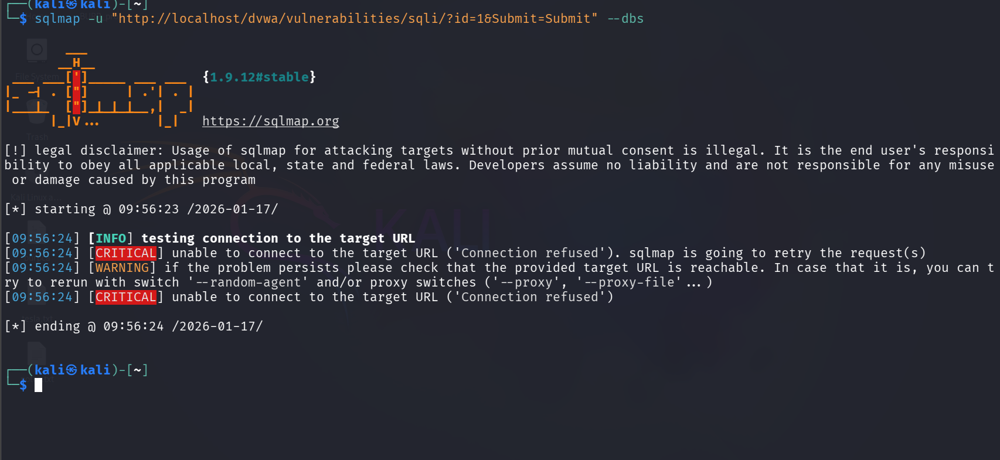 ┌──(kali㉿kali)-[~]
└─$ sqlmap -u "http://localhost/dvwa/vulnerabilities/sqli/?id=1&Submit=Submit" --dbs
        ___
       __H__
 ___ ___[']_____ ___ ___  {1.9.12#stable}
|_ -| . ["]     | .'| . |
|___|_  ["]_|_|_|__,|  _|
      |_|V...       |_|   https://sqlmap.org
File System
Trash
[!] legal disclaimer: Usage of sqlmap for attacking targets without prior mutual consent is illegal. It is the end user's responsi
bility to obey all applicable local, state and federal laws. Developers assume no liability and are not responsible for any misuse
 or damage caused by this program
Kali Linux a...
[*] starting @ 09:56:23 /2026-01-17/
KALI
[09:56:24] [INFO] testing connection to the target URL
[09:56:24] [CRITICAL] unable to connect to the target URL ('Connection refused'). sqlmap is going to retry the request(s)
[09:56:24] [WARNING] if the problem persists please check that the provided target URL is reachable. In case that it is, you can t
ry to rerun with switch '--random-agent' and/or proxy switches ('--proxy', '--proxy-file'...)
[09:56:24] [CRITICAL] unable to connect to the target URL ('Connection refused')
[*] ending @ 09:56:24 /2026-01-17/
┌──(kali㉿kali)-[~]
└─$